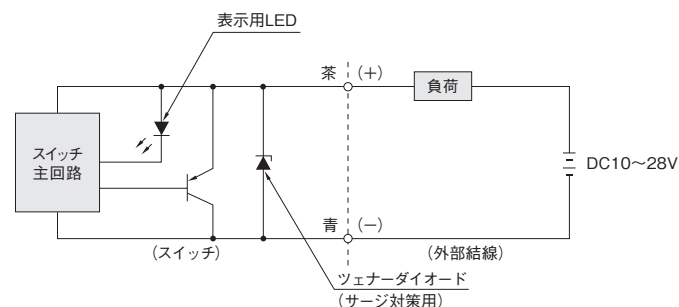 表示用LED
茶 (+)
負荷
スイッチ
主回路
DC10～28V
青 (−)
(スイッチ)
(外部結線)
ツェナーダイオード
(サージ対策用)